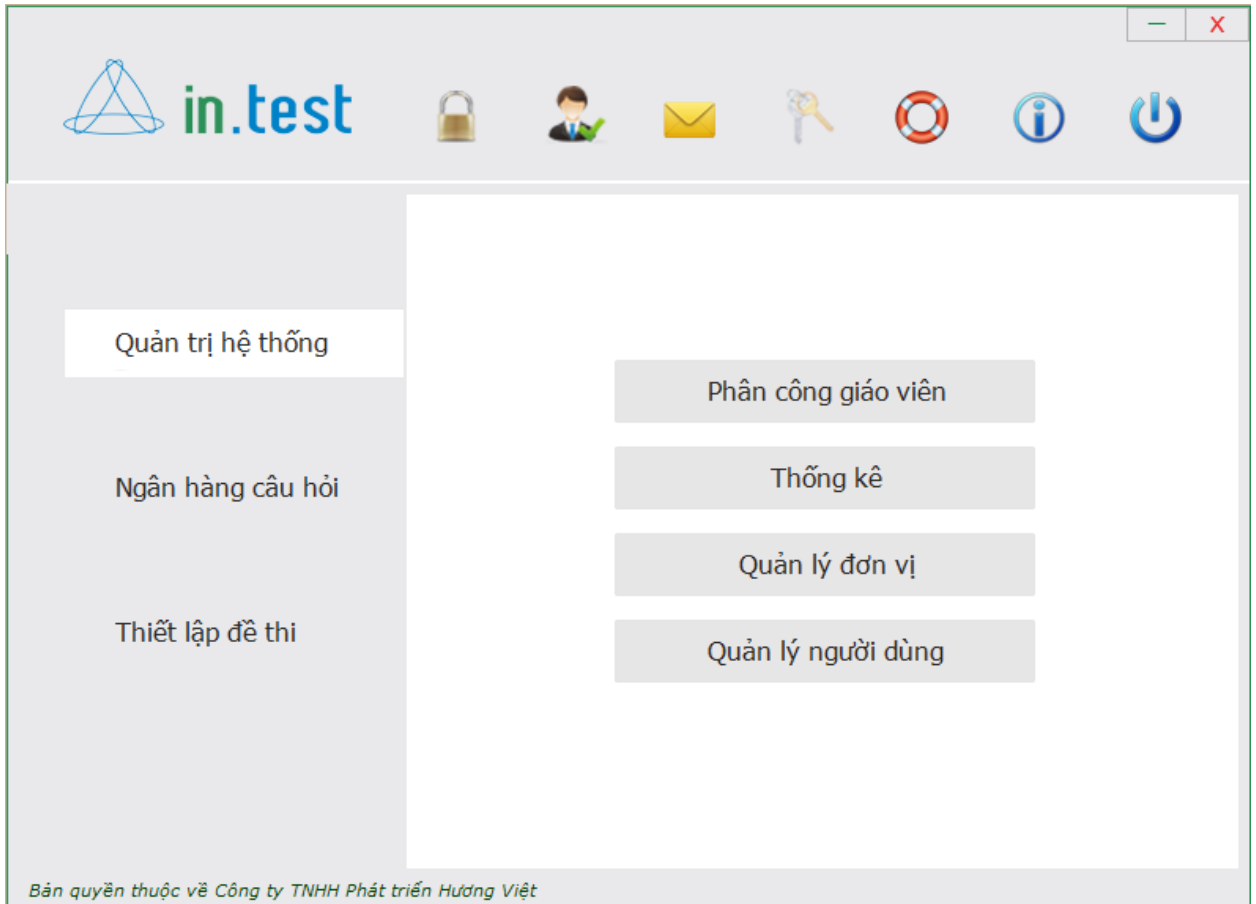 X
in.test
Quản trị hệ thống
Ngân hàng câu hỏi
Thiết lập đề thi
Phân công giáo viên
Thống kê
Quản lý đơn vị
Quản lý người dùng
Bản quyền thuộc về Công ty TNHH Phát triển Hương Việt